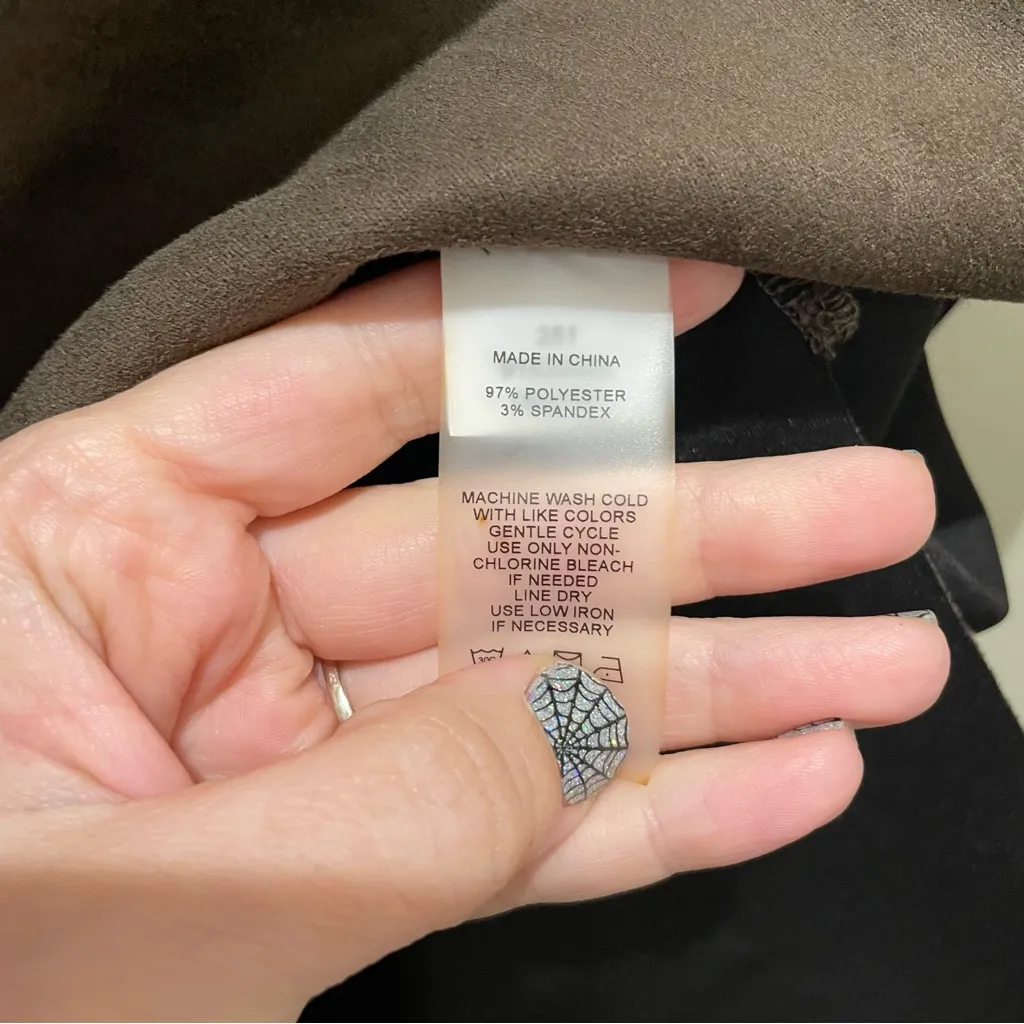 MADE IN CHINA
97% POLYESTER
3% SPANDEX
MACHINE WASH COLD
WITH LIKE COLORS
GENTLE CYCLE
USE ONLY NON-
CHLORINE BLEACH
IF NEEDED
LINE DRY
USE LOW IRON
IF NECESSARY